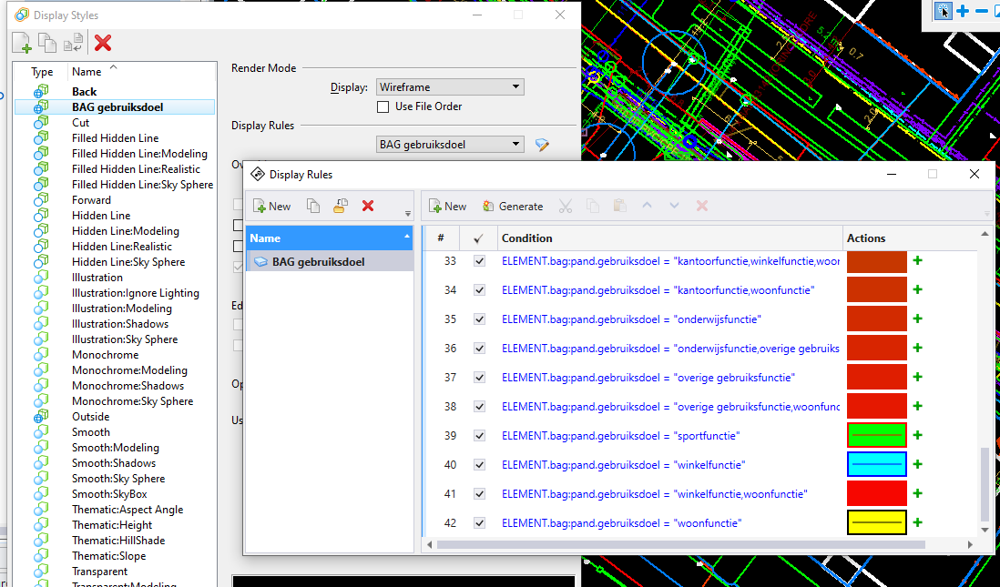 Display Styles
Type Name
Back
BAG gebruiksdoel
Cut
Filled Hidden Line
Filled Hidden Line:Modeling
Filled Hidden Line:Realistic
Filled Hidden Line:Sky Sphere
Forward
Hidden Line
Hidden Line:Modeling
Hidden Line:Realistic
Hidden Line:Sky Sphere
Illustration
Illustration:Ignore Lighting
Illustration:Modeling
Illustration:Shadows
Illustration:Sky Sphere
Monochrome
Monochrome:Modeling
Monochrome:Shadows
Monochrome:Sky Sphere
Outside
Smooth
Smooth:Modeling
Smooth:Shadows
Smooth:Sky Sphere
Smooth:SkyBox
Thematic:Aspect Angle
Thematic:Height
Thematic:HillShade
Thematic:Slope
Transparent
Transparent:Modeling
Render Mode
Display: Wireframe
Use File Order
Display Rules
BAG gebruiksdoel
Ov
Ed
Op
Us
Display Rules
New
New Generate
Name
BAG gebruiksdoel
# Condition Actions
33 ELEMENT.bag:pand.gebruiksdoel = "kantoorfunctie,winkelfunctie,woon
34 ELEMENT.bag:pand.gebruiksdoel = "kantoorfunctie,woonfunctie"
35 ELEMENT.bag:pand.gebruiksdoel = "onderwijsfunctie"
36 ELEMENT.bag:pand.gebruiksdoel = "onderwijsfunctie,overige gebruiks
37 ELEMENT.bag:pand.gebruiksdoel = "overige gebruiksfunctie"
38 ELEMENT.bag:pand.gebruiksdoel = "overige gebruiksfunctie,woonfunc
39 ELEMENT.bag:pand.gebruiksdoel = "sportfunctie"
40 ELEMENT.bag:pand.gebruiksdoel = "winkelfunctie"
41 ELEMENT.bag:pand.gebruiksdoel = "winkelfunctie,woonfunctie"
42 ELEMENT.bag:pand.gebruiksdoel = "woonfunctie"